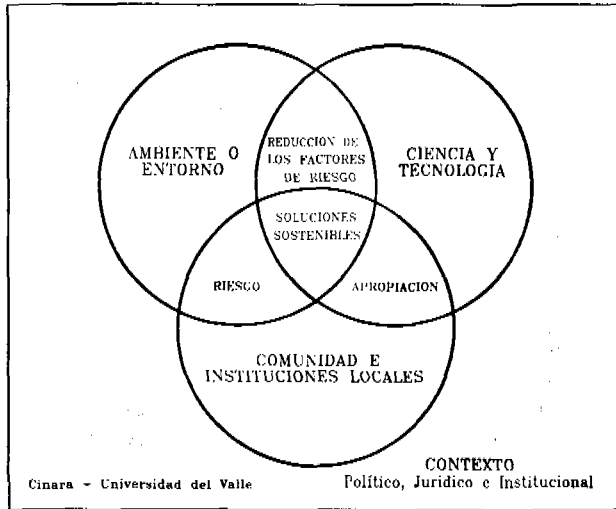 AMBIENTE O
ENTORNO
REDUCCION DE
LOS FACTORES
DE RIESGO
CIENCIA Y
TECNOLOGIA
SOLUCIONES
SOSTENIBLES
RIESGO
APROPIACION
COMUNIDAD E
INSTITUCIONES LOCALES
CONTEXTO
Político, Jurídico e Institucional
Cinara - Universidad del Valle